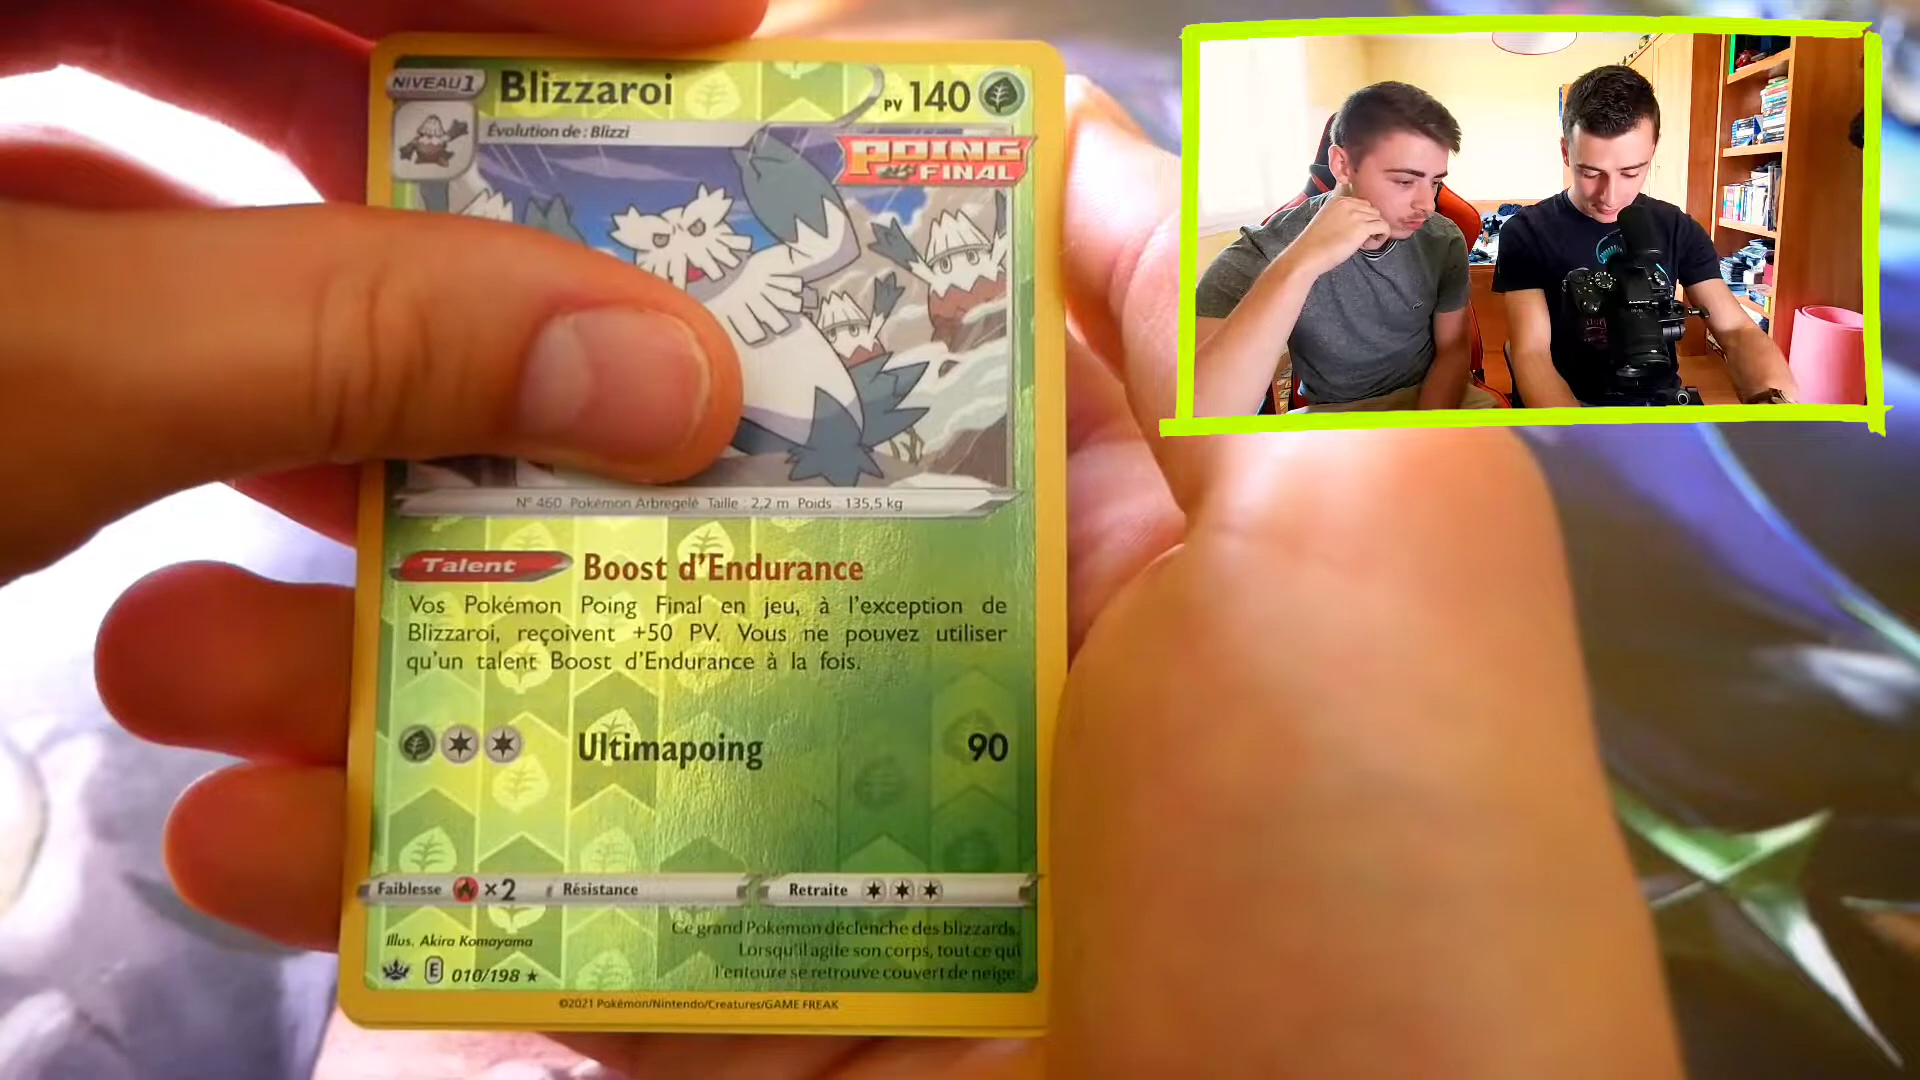 NIVEAU 1
Blizzaroi
PV 140
Évolution de : Blizzi
POING
FINAL
N° 460 Pokémon Arbregelé Taille : 2,2 m Poids : 135,5 kg
Talent Boost d'Endurance
Vos Pokémon Poing Final en jeu, à l'exception de
Blizzaroi, reçoivent +50 PV. Vous ne pouvez utiliser
qu'un talent Boost d'Endurance à la fois.
Ultimapoing 90
Faiblesse ×2 Résistance Retraite
Ce grand Pokémon déclenche des blizzards.
Lorsqu'il agite son corps, tout ce qui
l'entoure se retrouve couvert de neige.
Illus. Akira Komayama
E 010/198 ★
©2021 Pokémon/Nintendo/Creatures/GAME FREAK